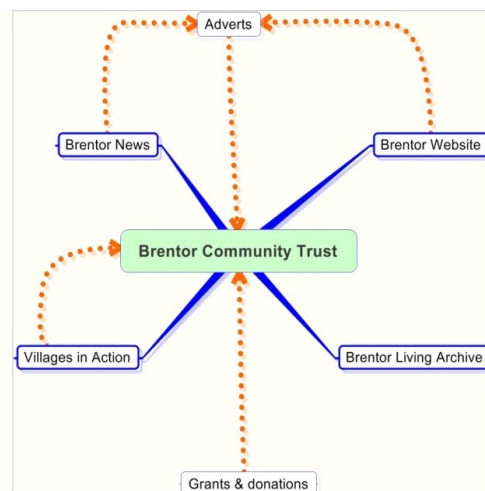 Adverts
Brentor News
Brentor Website
Brentor Community Trust
Villages in Action
Brentor Living Archive
Grants & donations